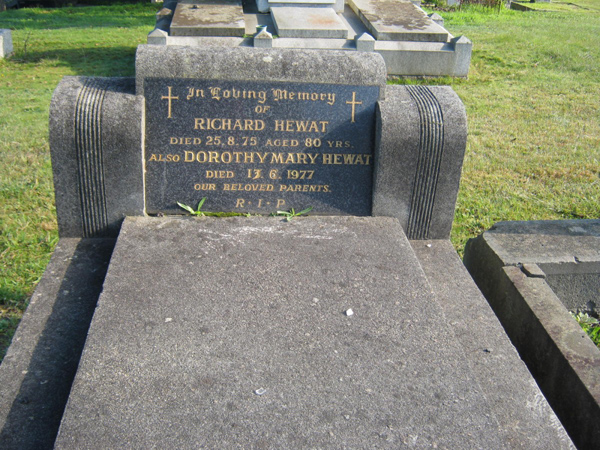 In Loving Memory
OF
RICHARD HEWAT
DIED 25.8.75 AGED 80 YRS.
ALSO DOROTHY MARY HEWAT
DIED 6. 1977
OUR BELOVED PARENTS.
R·I·P